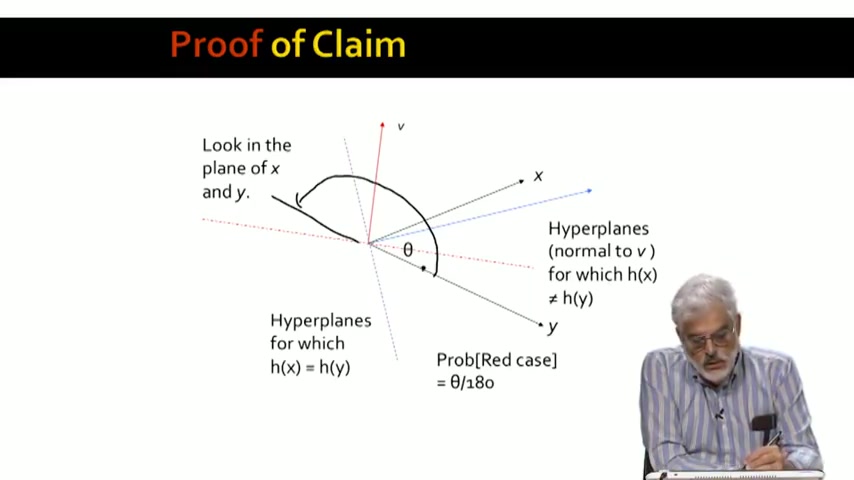 Proof of Claim
v
Look in the
plane of x
and y.
x
θ
Hyperplanes
(normal to v )
for which h(x)
≠ h(y)
y
Hyperplanes
for which
h(x) = h(y)
Prob[Red case]
= θ/180